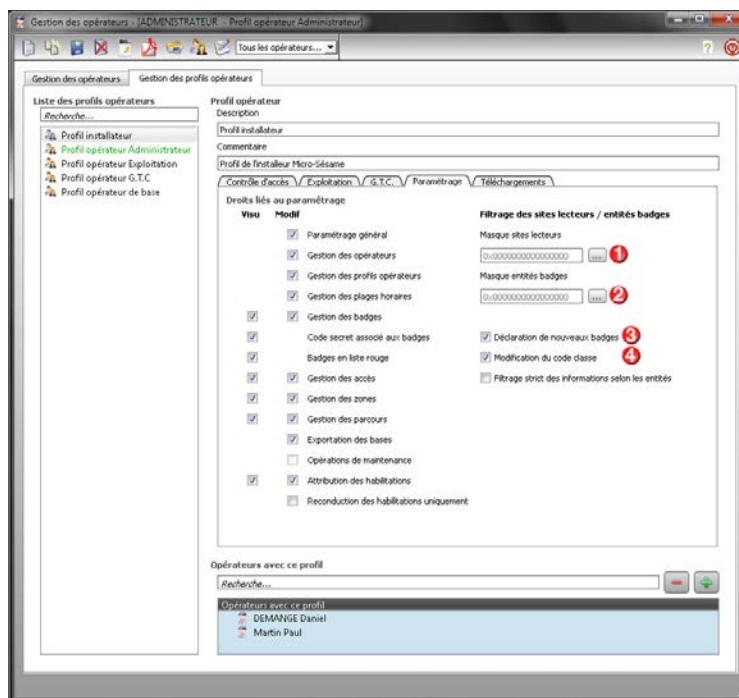 Gestion des opérateurs - [ADMINISTRATEUR - Profil opérateur Administrateur]
Tous les opérateurs...
?
Gestion des opérateurs
Gestion des profils opérateurs
Liste des profils opérateurs
Recherche...
Profil installateur
Profil opérateur Administrateur
Profil opérateur Exploitation
Profil opérateur G.T.C
Profil opérateur de base
Profil opérateur
Description
Profil installateur
Commentaire
Profil de l'installeur Micro-Sésame
Contrôle d'accès
Exploitation
G.T.C.
Paramétrage
Téléchargements
Droits liés au paramétrage
Visu Modif
Filtrage des sites lecteurs / entités badges
Paramétrage général
Masque sites lecteurs
Gestion des opérateurs
0x0000000000000000 ... 1
Gestion des profils opérateurs
Masque entités badges
Gestion des plages horaires
0x0000000000000000 ... 2
Gestion des badges
Code secret associé aux badges
Déclaration de nouveaux badges 3
Badges en liste rouge
Modification du code classe 4
Gestion des accès
Filtrage strict des informations selon les entités
Gestion des zones
Gestion des parcours
Exportation des bases
Opérations de maintenance
Attribution des habilitations
Reconduction des habilitations uniquement
Opérateurs avec ce profil
Recherche...
Opérateurs avec ce profil
DEMANGE Daniel
Martin Paul